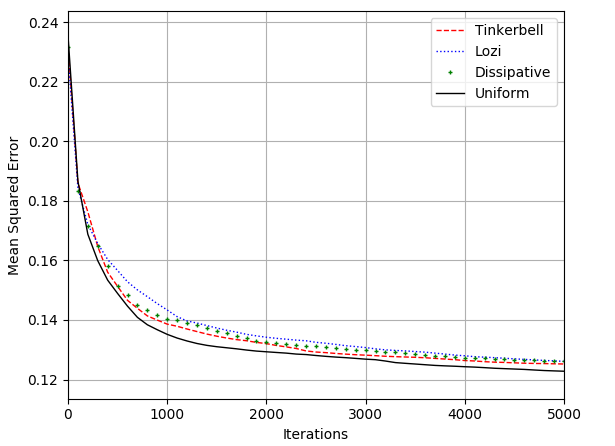 0.24
0.22
0.20
0.18
0.16
0.14
0.12
Mean Squared Error
Tinkerbell
Lozi
Dissipative
Uniform
0
1000
2000
3000
4000
5000
Iterations